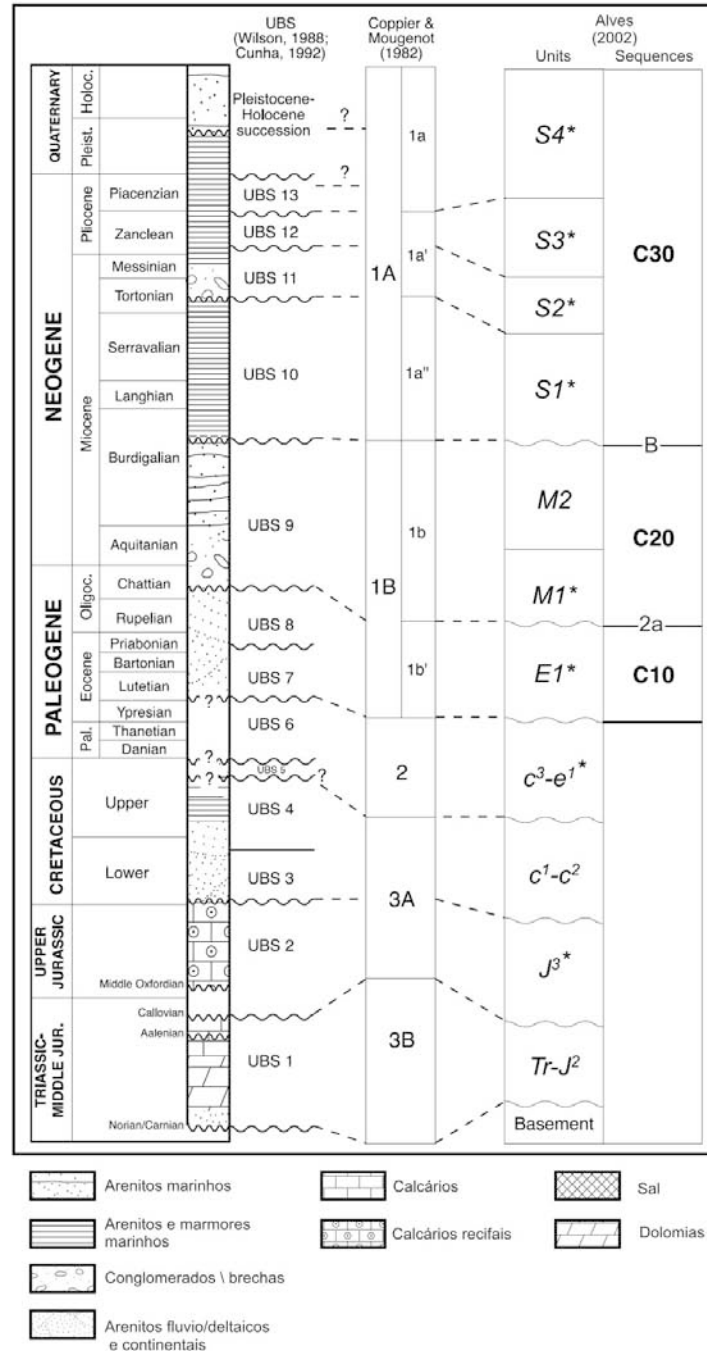 UBS
(Wilson, 1988;
Cunha, 1992)
Coppier &
Mougenot
(1982)
Alves
(2002)
Units
Sequences
QUATERNARY
Holoc.
Pleist.
Pleistocene-
Holocene
succession
?
?
NEOGENE
Pliocene
Piacenzian
Zanclean
Miocene
Messinian
Tortonian
Serravalian
Langhian
Burdigalian
Aquitanian
PALEOGENE
Oligoc.
Chattian
Rupelian
Eocene
Priabonian
Bartonian
Lutetian
Ypresian
Pal.
Thanetian
Danian
CRETACEOUS
Upper
Lower
UPPER
JURASSIC
Middle Oxfordian
TRIASSIC-
MIDDLE JUR.
Callovian
Aalenian
Norian/Carnian
?
?
?
UBS 13
UBS 12
UBS 11
UBS 10
UBS 9
UBS 8
UBS 7
UBS 6
UBS 5
?
UBS 4
UBS 3
UBS 2
UBS 1
1A
1a
1a'
1a"
1B
1b
1b'
2
3A
3B
S4*
S3*
S2*
S1*
M2
M1*
E1*
c³-e¹*
c¹-c²
J³*
Tr-J²
Basement
C30
B
C20
2a
C10
Arenitos marinhos
Arenitos e marmores
marinhos
Conglomerados \ brechas
Arenitos fluvio/deltaicos
e continentais
Calcários
Calcários recifais
Sal
Dolomias